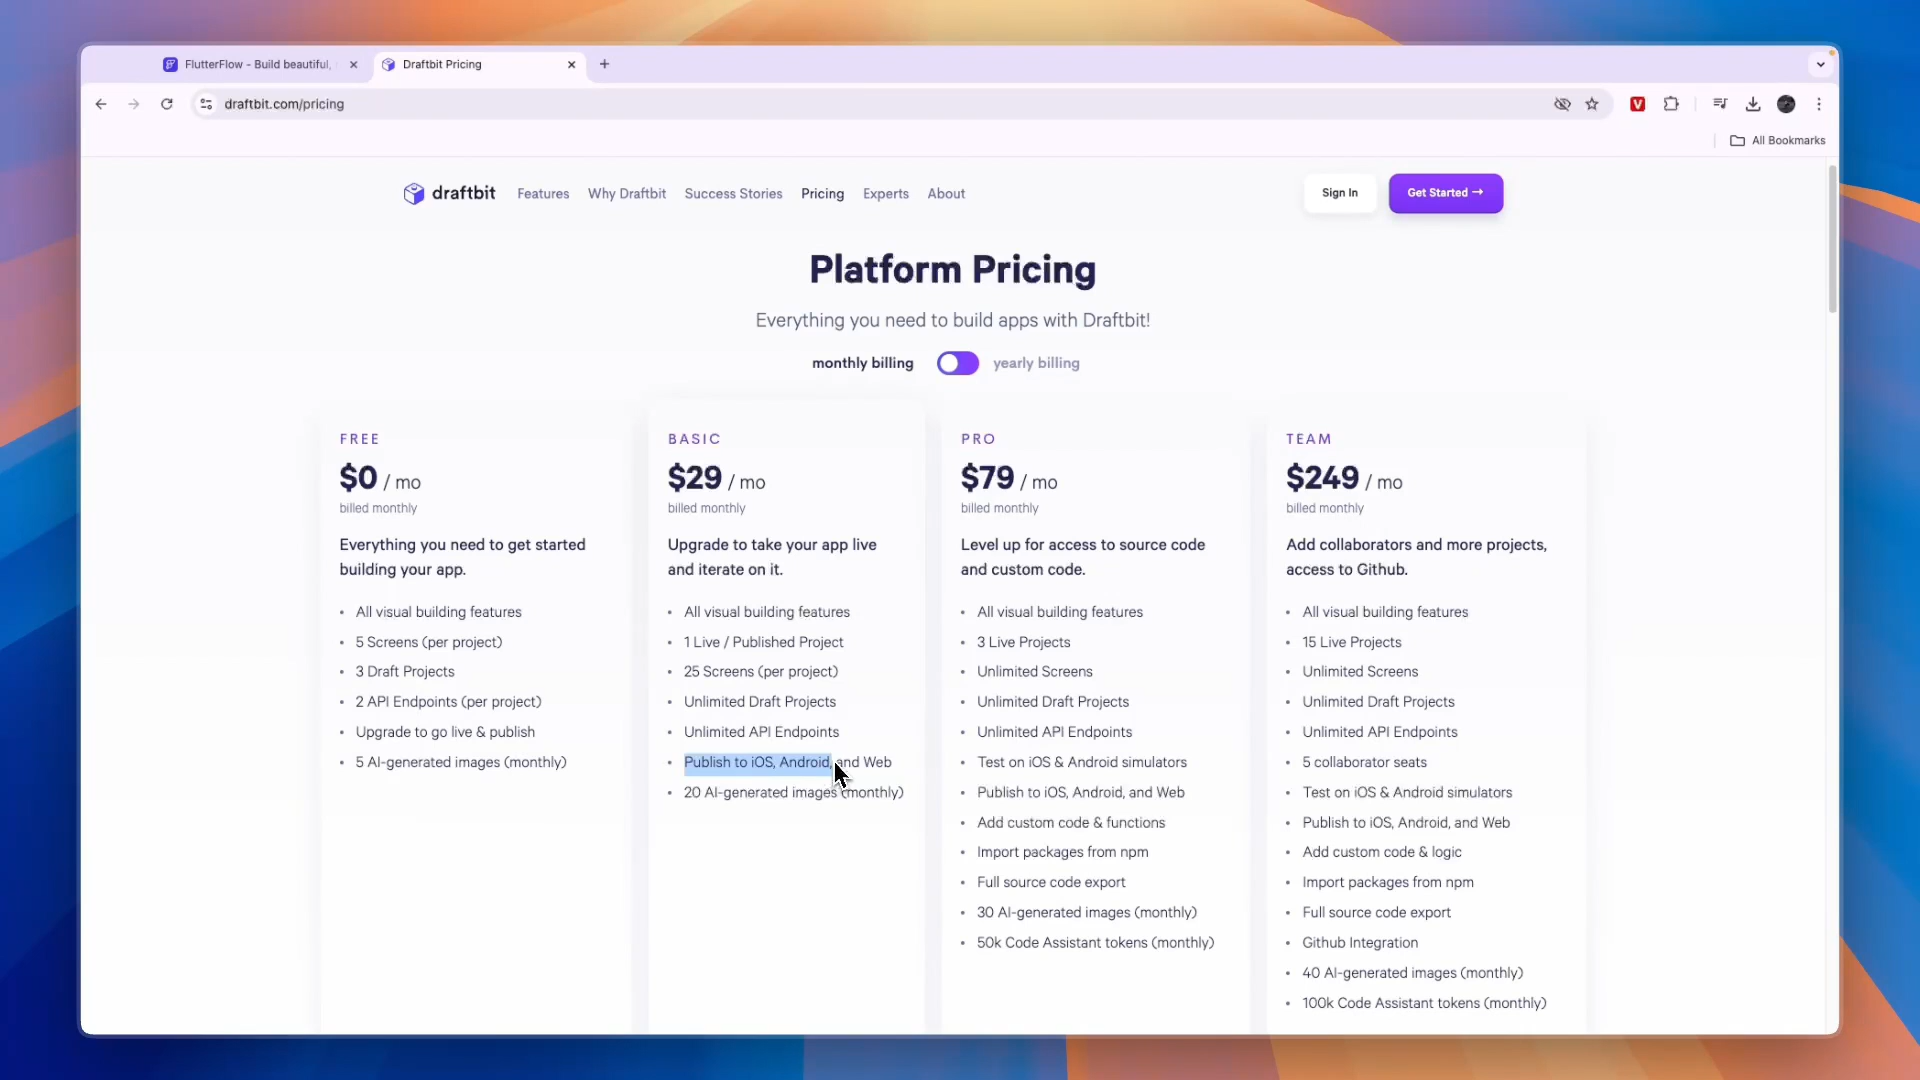 FlutterFlow - Build beautiful,
Draftbit Pricing
draftbit.com/pricing
All Bookmarks
draftbit
Features
Why Draftbit
Success Stories
Pricing
Experts
About
Sign In
Get Started →
Platform Pricing
Everything you need to build apps with Draftbit!
monthly billing
yearly billing
FREE
$0 / mo
billed monthly
Everything you need to get started
building your app.
• All visual building features
• 5 Screens (per project)
• 3 Draft Projects
• 2 API Endpoints (per project)
• Upgrade to go live & publish
• 5 AI-generated images (monthly)
BASIC
$29 / mo
billed monthly
Upgrade to take your app live
and iterate on it.
• All visual building features
• 1 Live / Published Project
• 25 Screens (per project)
• Unlimited Draft Projects
• Unlimited API Endpoints
• Publish to iOS, Android, and Web
• 20 AI-generated images (monthly)
PRO
$79 / mo
billed monthly
Level up for access to source code
and custom code.
• All visual building features
• 3 Live Projects
• Unlimited Screens
• Unlimited Draft Projects
• Unlimited API Endpoints
• Test on iOS & Android simulators
• Publish to iOS, Android, and Web
• Add custom code & functions
• Import packages from npm
• Full source code export
• 30 AI-generated images (monthly)
• 50k Code Assistant tokens (monthly)
TEAM
$249 / mo
billed monthly
Add collaborators and more projects,
access to Github.
• All visual building features
• 15 Live Projects
• Unlimited Screens
• Unlimited Draft Projects
• Unlimited API Endpoints
• 5 collaborator seats
• Test on iOS & Android simulators
• Publish to iOS, Android, and Web
• Add custom code & logic
• Import packages from npm
• Full source code export
• Github Integration
• 40 AI-generated images (monthly)
• 100k Code Assistant tokens (monthly)